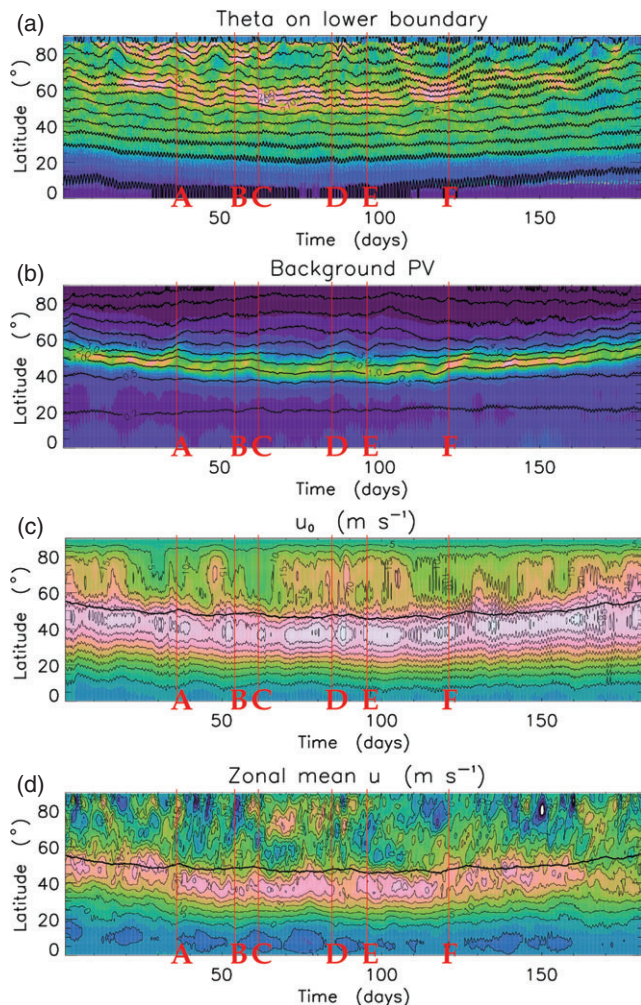 (a) Theta on lower boundary
Latitude (°)
80
60
40
20
0
A B C D E F
50 100 150
Time (days)
(b) Background PV
Latitude (°)
80
60
40
20
0
A B C D E F
50 100 150
Time (days)
(c) u₀ (m s⁻¹)
Latitude (°)
80
60
40
20
0
A B C D E F
50 100 150
Time (days)
(d) Zonal mean u (m s⁻¹)
Latitude (°)
80
60
40
20
0
A B C D E F
50 100 150
Time (days)